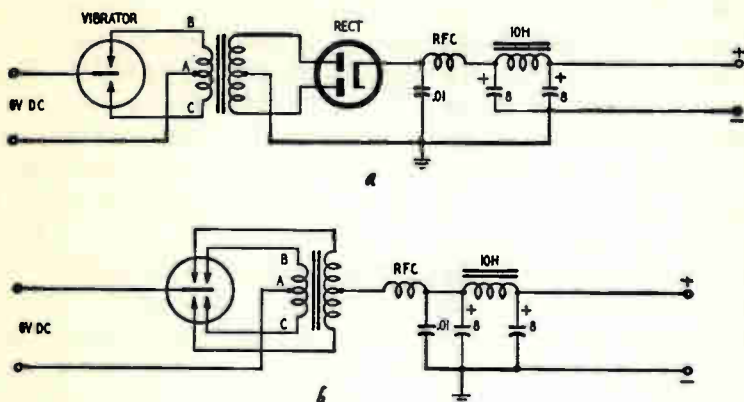 VIBRATOR
B
A
C
6V DC
RECT
RFC
10H
+
.01
+
8
+
8
-
a
B
A
C
6V DC
RFC
10H
+
.01
+
8
+
8
-
b